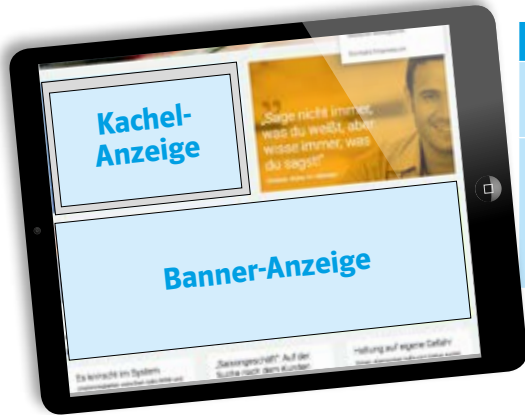 Kachel-
Anzeige
„Sage nicht immer,
was du weißt, aber
wisse immer, was
du sagst!“
Banner-Anzeige
Es knirscht im System
„Saisongeschäft“: Auf der
Suche nach dem Kunden
Haftung auf eigene Gefahr